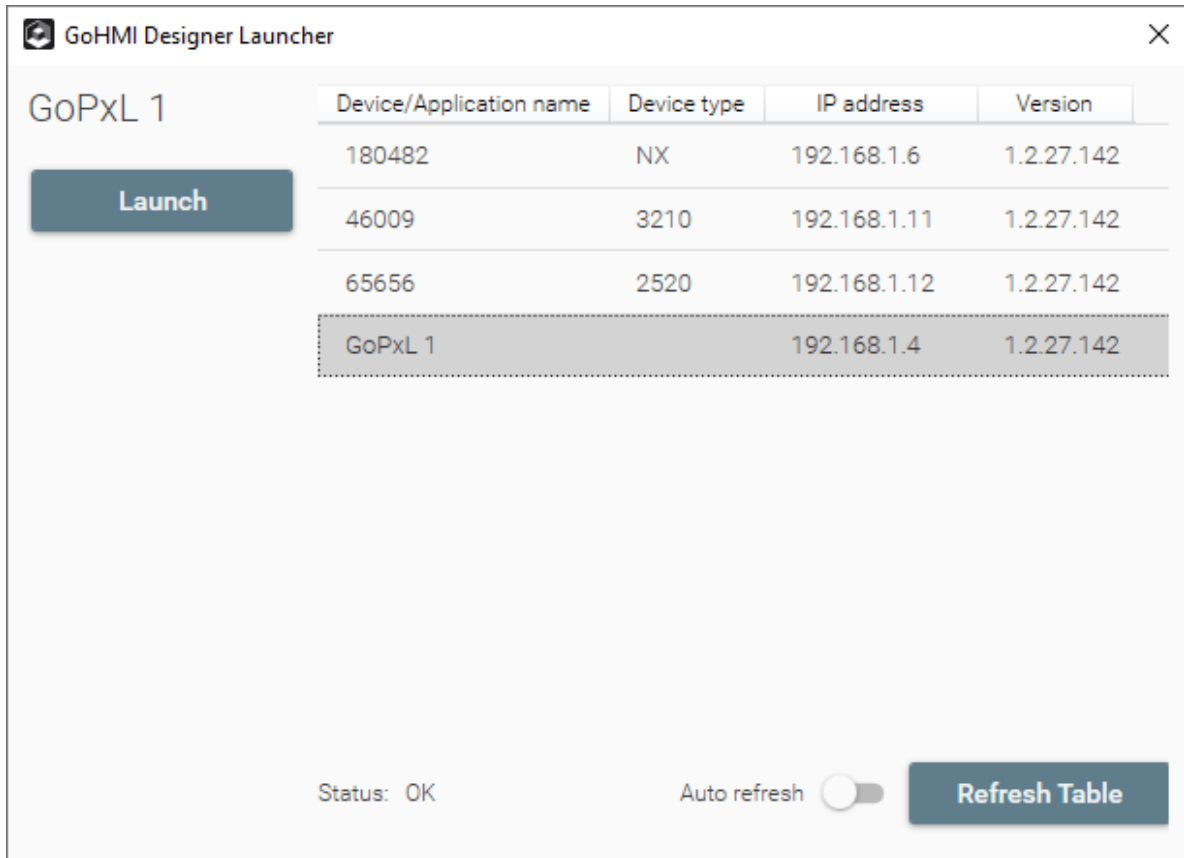 GoHMI Designer Launcher
GoPxL 1
Launch
Device/Application name Device type IP address Version
180482 NX 192.168.1.6 1.2.27.142
46009 3210 192.168.1.11 1.2.27.142
65656 2520 192.168.1.12 1.2.27.142
GoPxL 1 192.168.1.4 1.2.27.142
Status: OK Auto refresh Refresh Table